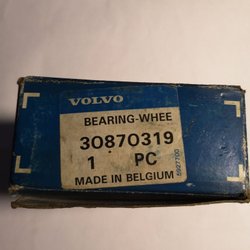 VOLVO
BEARING-WHEE
30870319
1 PC
MADE IN BELGIUM